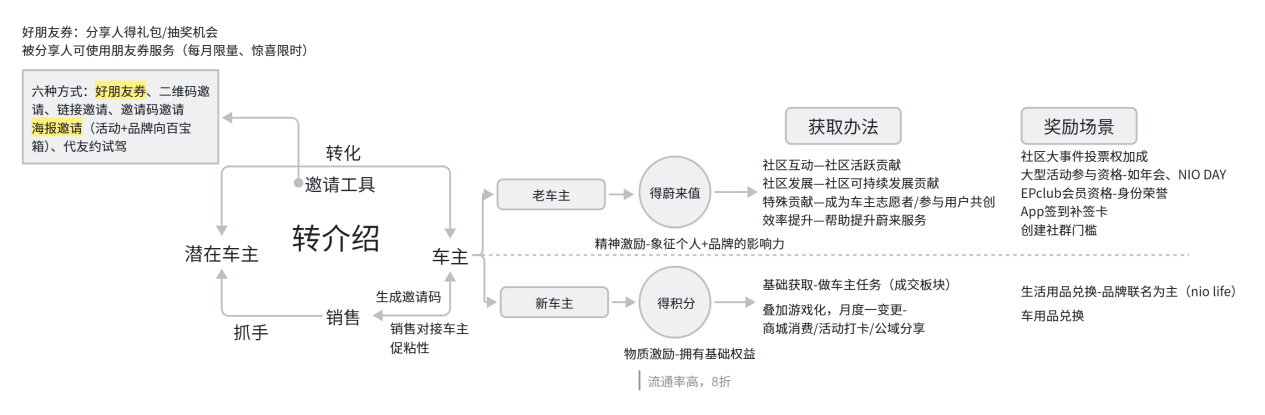 好朋友券：分享人得礼包/抽奖机会
被分享人可使用朋友券服务（每月限量、惊喜限时）
六种方式：好朋友券、二维码邀
请、链接邀请、邀请码邀请
海报邀请（活动+品牌向百宝
箱）、代友约试驾
转化
邀请工具
转介绍
潜在车主
车主
生成邀请码
销售
抓手
销售对接车主
促粘性
老车主
得蔚来值
精神激励-象征个人+品牌的影响力
新车主
得积分
物质激励-拥有基础权益
流通率高，8折
获取办法
社区互动—社区活跃贡献
社区发展—社区可持续发展贡献
特殊贡献—成为车主志愿者/参与用户共创
效率提升—帮助提升蔚来服务
基础获取-做车主任务（成交板块）
叠加游戏化，月度一变更-
商城消费/活动打卡/公域分享
奖励场景
社区大事件投票权加成
大型活动参与资格-如年会、NIO DAY
EPclub会员资格-身份荣誉
App签到补签卡
创建社群门槛
生活用品兑换-品牌联名为主（nio life）
车用品兑换